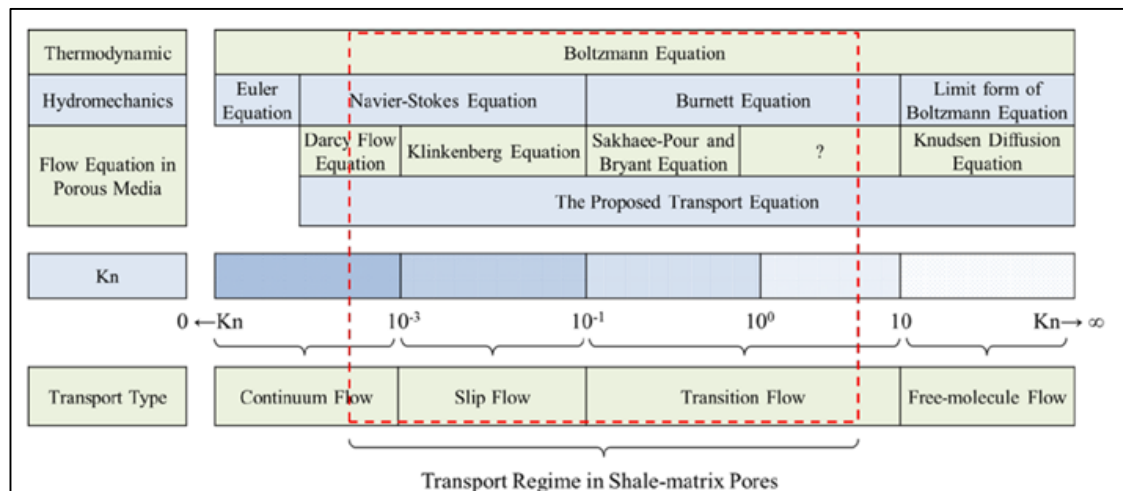 Thermodynamic
Boltzmann Equation
Hydromechanics
Euler
Equation
Navier-Stokes Equation
Burnett Equation
Limit form of
Boltzmann Equation
Flow Equation in
Porous Media
Darcy Flow
Equation
Klinkenberg Equation
Sakhaee-Pour and
Bryant Equation
?
Knudsen Diffusion
Equation
The Proposed Transport Equation
Kn
0 ←Kn
10⁻³
10⁻¹
10⁰
10
Kn→ ∞
Transport Type
Continuum Flow
Slip Flow
Transition Flow
Free-molecule Flow
Transport Regime in Shale-matrix Pores